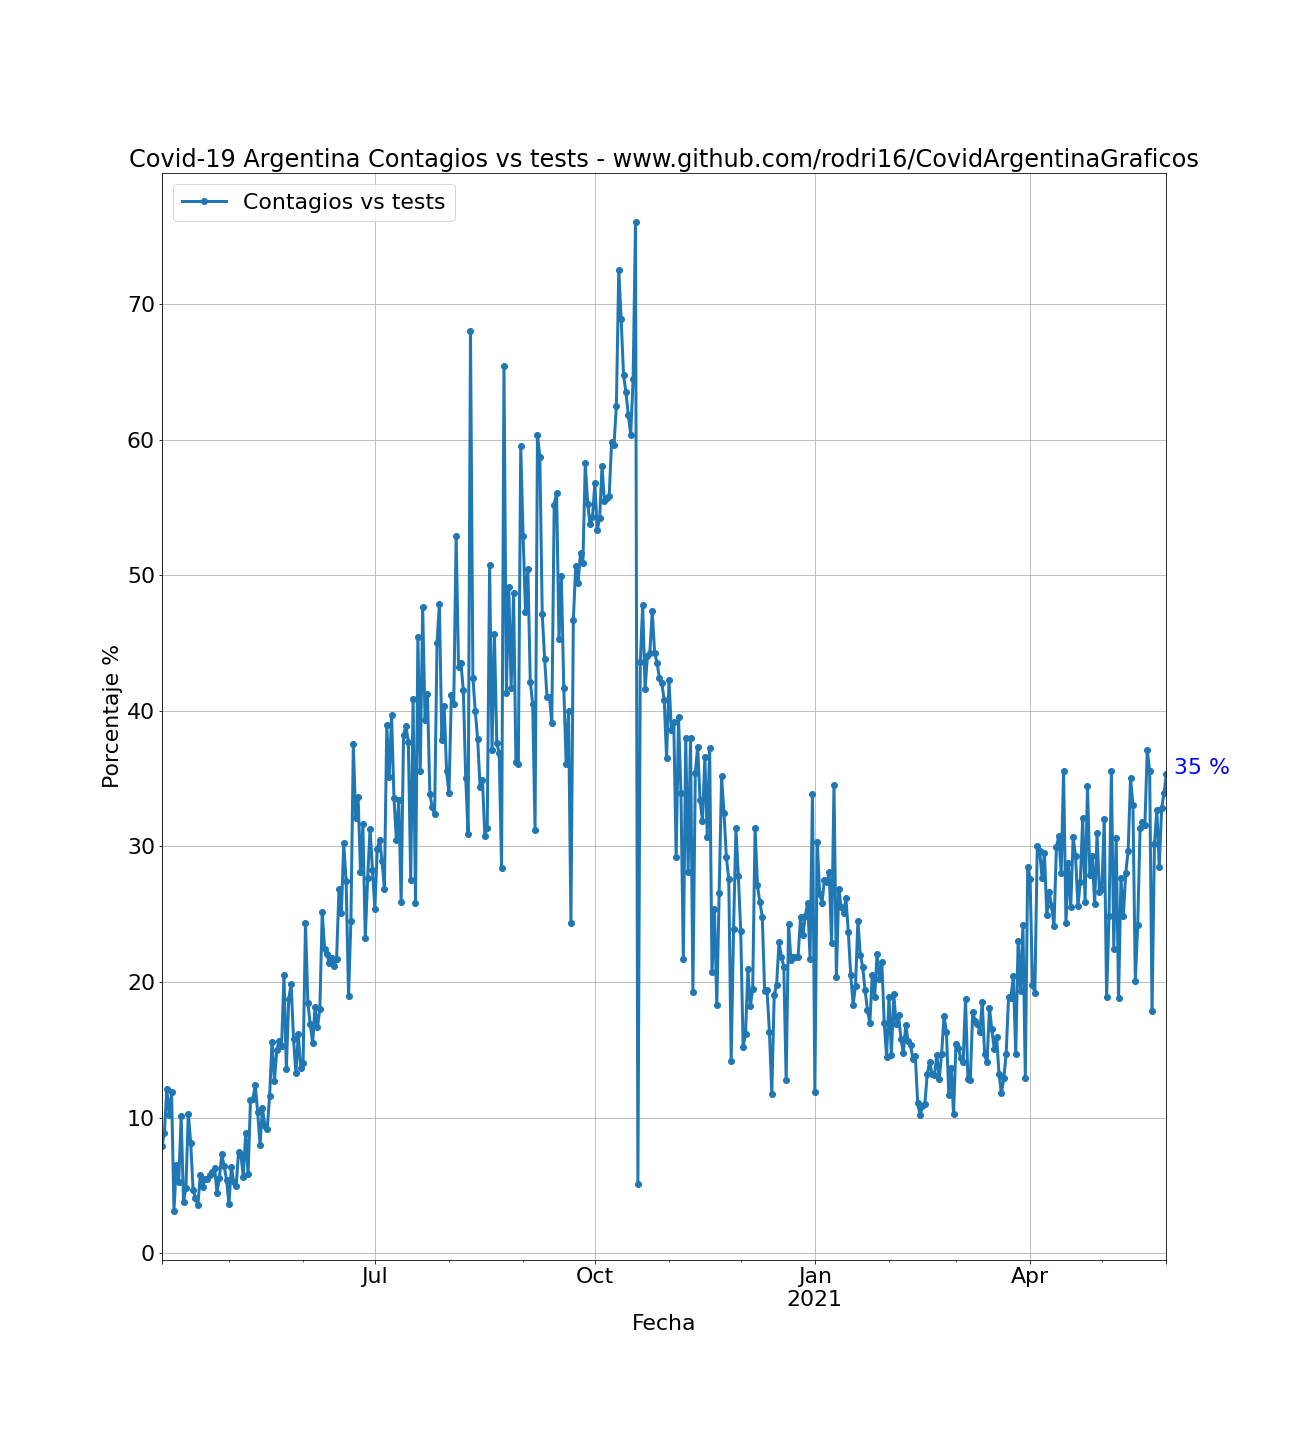 Covid-19 Argentina Contagios vs tests - www.github.com/rodri16/CovidArgentinaGraficos
Contagios vs tests
70
60
50
40
30
20
10
0
Porcentaje %
35 %
Jul
Oct
Jan
2021
Apr
Fecha